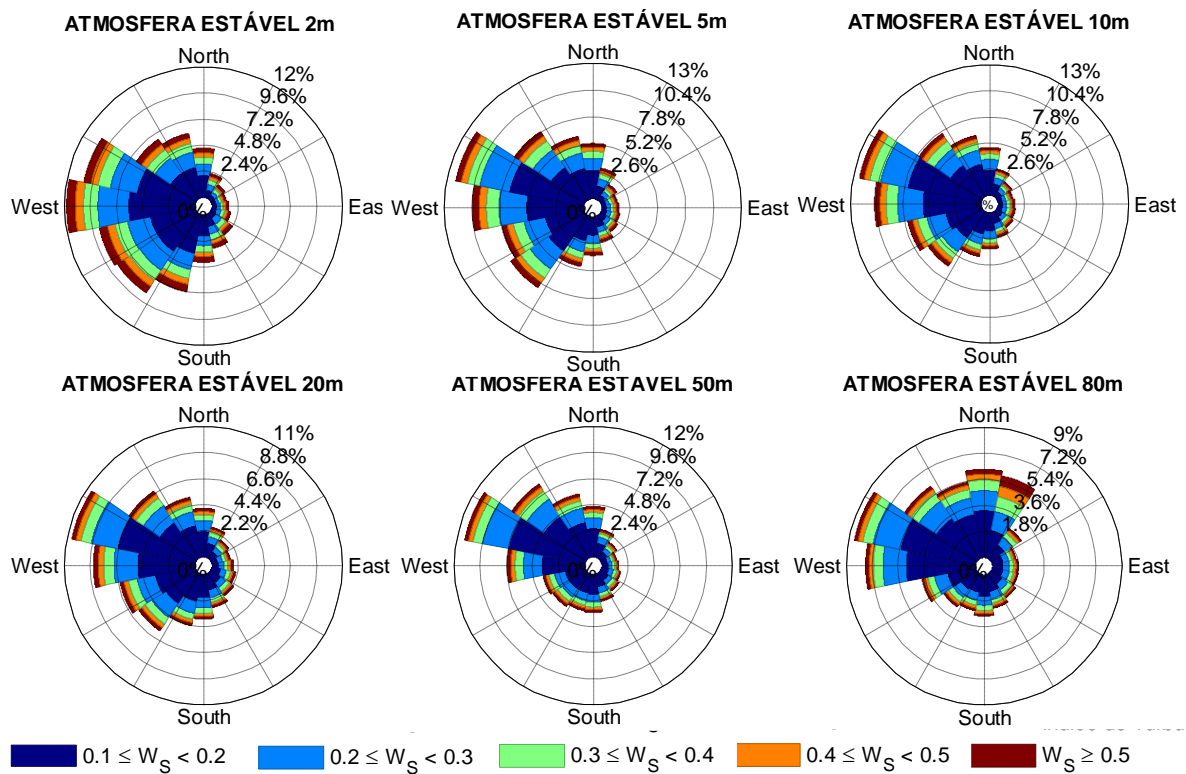 ATMOSFERA ESTÁVEL 2m
North
12%
9.6%
7.2%
4.8%
2.4%
West
0%
Eas
South
ATMOSFERA ESTÁVEL 5m
North
13%
10.4%
7.8%
5.2%
2.6%
West
0%
East
South
ATMOSFERA ESTÁVEL 10m
North
13%
10.4%
7.8%
5.2%
2.6%
West
%
East
South
ATMOSFERA ESTÁVEL 20m
North
11%
8.8%
6.6%
4.4%
2.2%
West
0%
East
South
ATMOSFERA ESTAVEL 50m
North
12%
9.6%
7.2%
4.8%
2.4%
West
0%
East
South
ATMOSFERA ESTÁVEL 80m
North
9%
7.2%
5.4%
3.6%
1.8%
West
0%
East
South
0.1 ≤ W_S < 0.2
0.2 ≤ W_S < 0.3
0.3 ≤ W_S < 0.4
0.4 ≤ W_S < 0.5
W_S ≥ 0.5